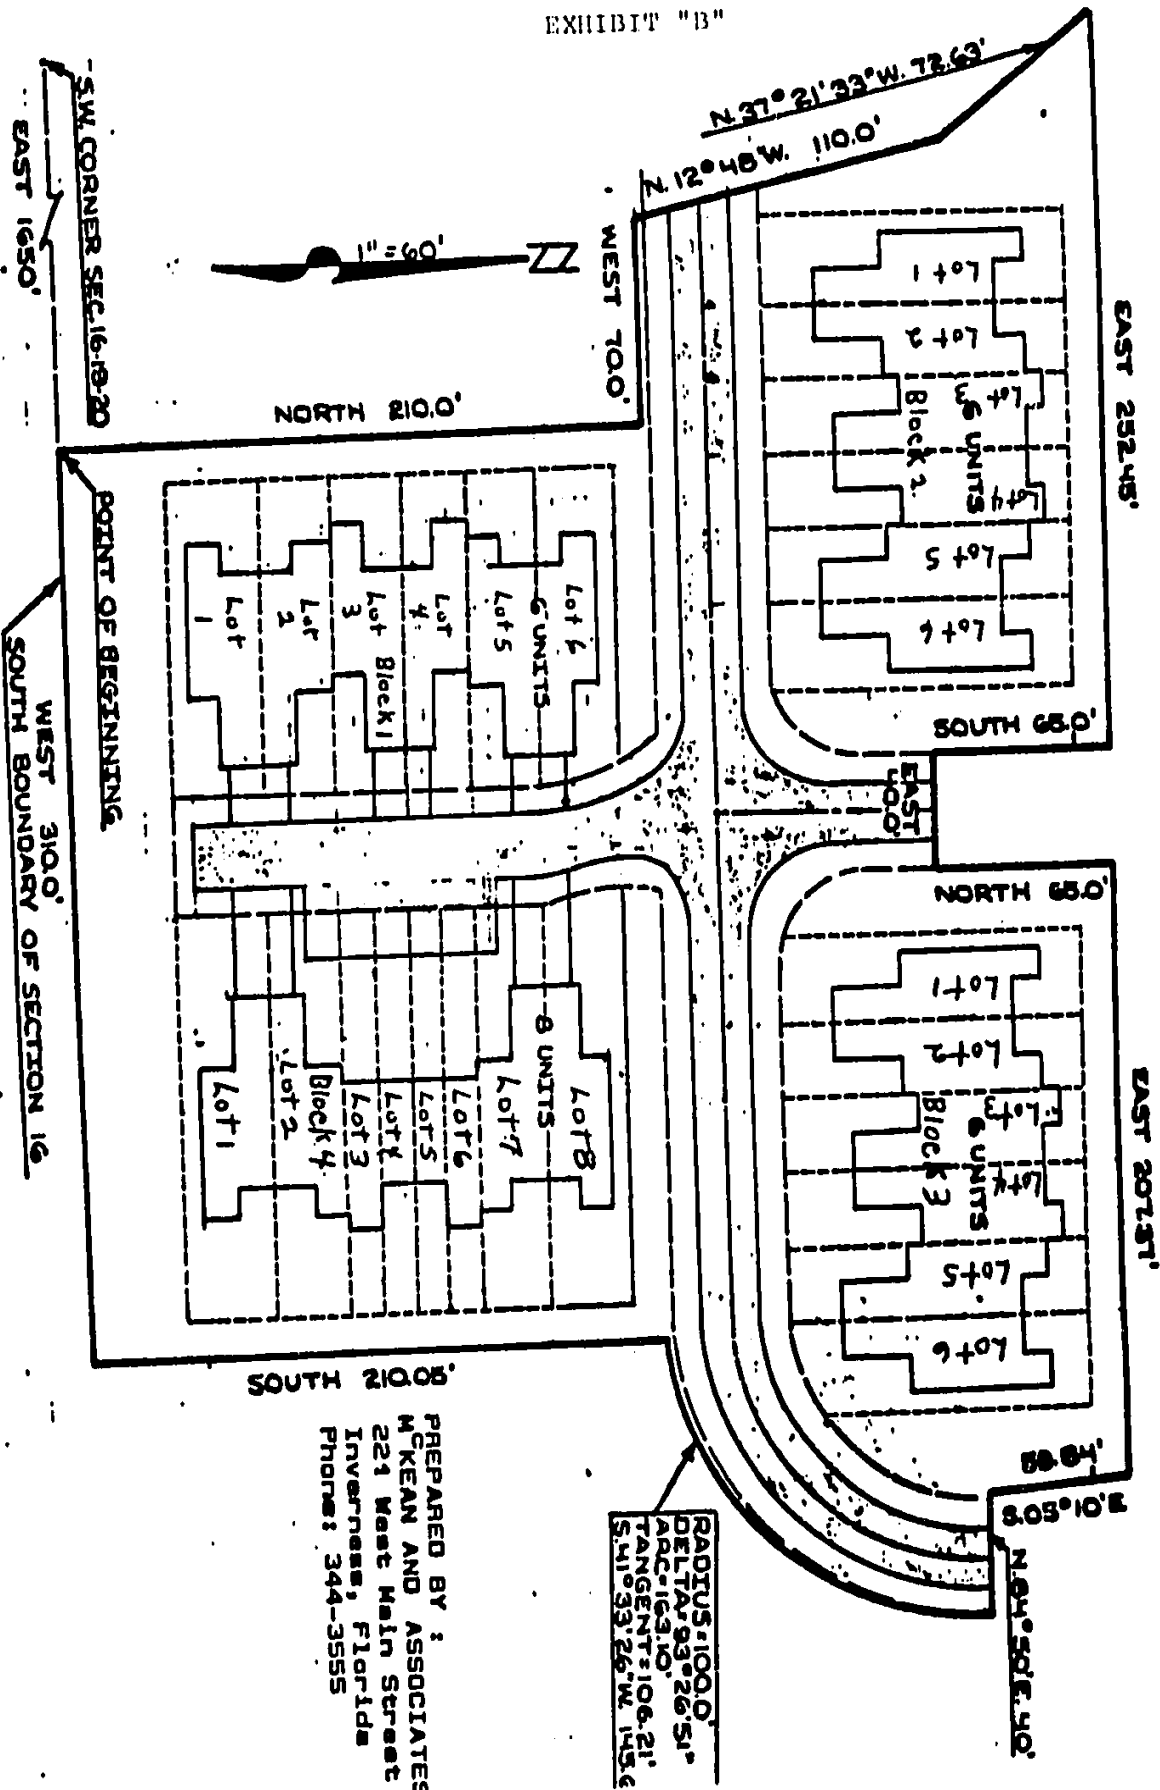 EXHIBIT "B"
N. 37° 21' 33" W. 72.63'
N. 12° 48' W. 110.0'
WEST 70.0'
1" = 60'
N
S.W. CORNER SEC. 16-19-20
EAST 1650'
NORTH 210.0'
POINT OF BEGINNING
WEST 310.0'
SOUTH BOUNDARY OF SECTION 16
SOUTH 210.05'
EAST 252.45'
SOUTH 65.0'
EAST 40.0'
NORTH 65.0'
EAST 207.37'
58.84'
S.05°10'E
N.84°50'E. 40'
Lot 1
Lot 2
Lot 3
Block 2
6 UNITS
Lot 4
Lot 5
Lot 6
Lot 1
Lot 2
Lot 3
Block 1
Lot 4
Lot 5
6 UNITS
Lot 6
Lot 1
Lot 2
Lot 3
Block 3
6 UNITS
Lot 4
Lot 5
Lot 6
Lot 1
Lot 2
Block 4
Lot 3
Lot 4
Lot 5
Lot 6
Lot 7
8 UNITS
Lot 8
RADIUS=100.0'
DELTA=93°26'51"
ARC=163.10'
TANGENT=106.21'
S.41°33'26"W.
PREPARED BY :
McKEAN AND ASSOCIATES
221 West Main Street
Inverness, Florida
Phone: 344-3555